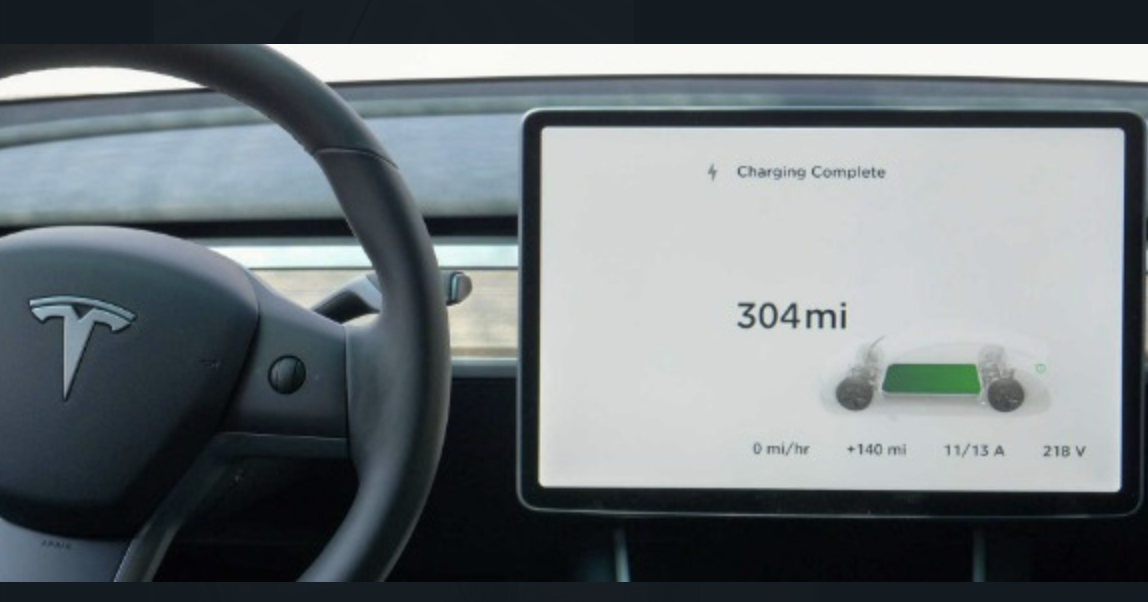 Charging Complete
304mi
0 mi/hr +140 mi 11/13 A 218 V